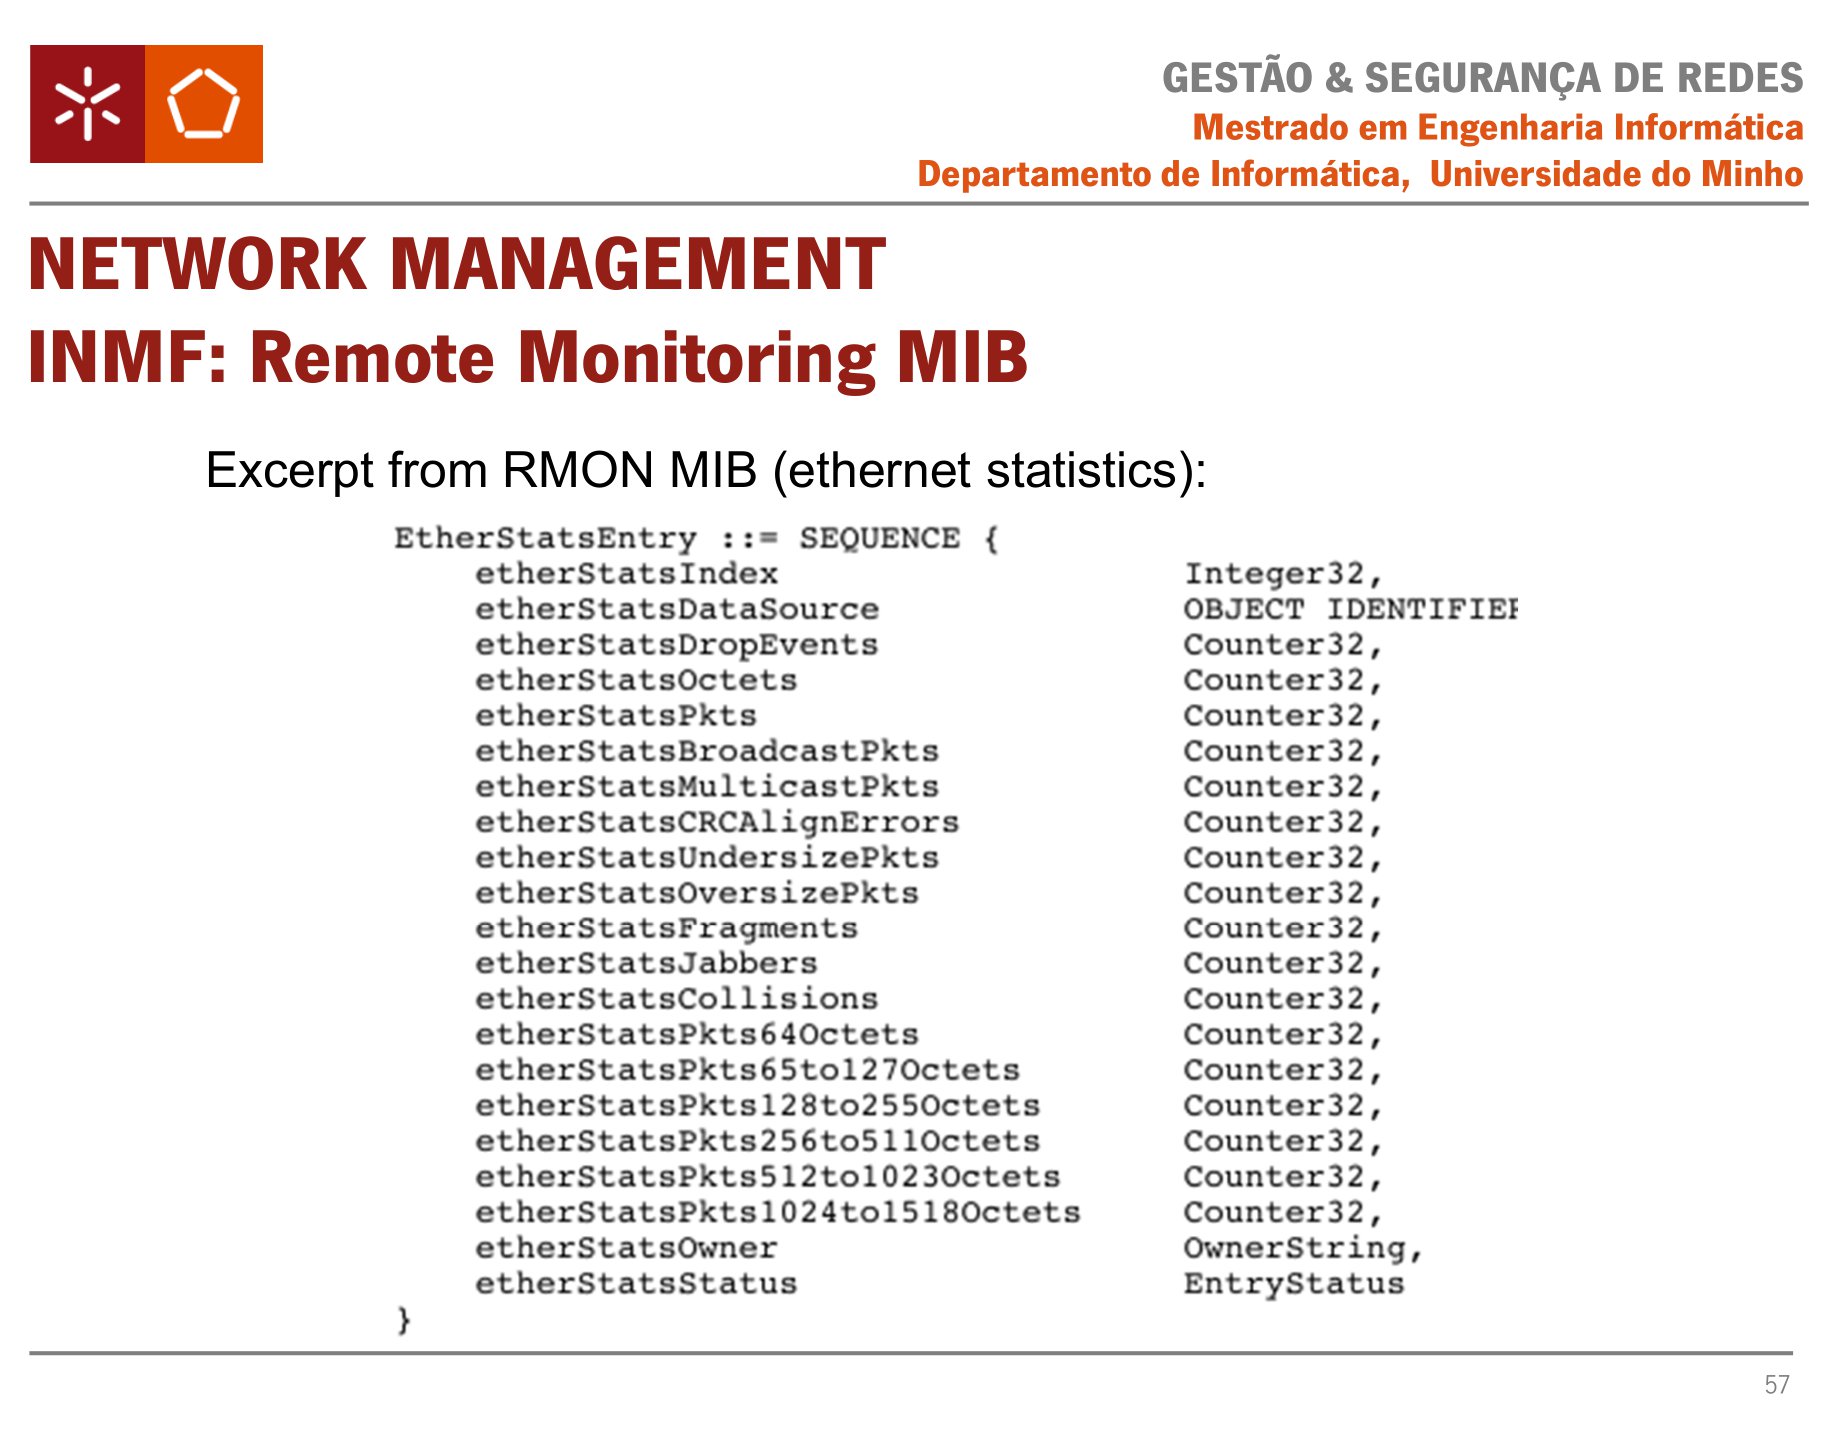 GESTÃO & SEGURANÇA DE REDES
Mestrado em Engenharia Informática
Departamento de Informática, Universidade do Minho
NETWORK MANAGEMENT
INMF: Remote Monitoring MIB
Excerpt from RMON MIB (ethernet statistics):
EtherStatsEntry ::= SEQUENCE {
etherStatsIndex Integer32,
etherStatsDataSource OBJECT IDENTIFIER
etherStatsDropEvents Counter32,
etherStatsOctets Counter32,
etherStatsPkts Counter32,
etherStatsBroadcastPkts Counter32,
etherStatsMulticastPkts Counter32,
etherStatsCRCAlignErrors Counter32,
etherStatsUndersizePkts Counter32,
etherStatsOversizePkts Counter32,
etherStatsFragments Counter32,
etherStatsJabbers Counter32,
etherStatsCollisions Counter32,
etherStatsPkts64Octets Counter32,
etherStatsPkts65to127Octets Counter32,
etherStatsPkts128to255Octets Counter32,
etherStatsPkts256to511Octets Counter32,
etherStatsPkts512to1023Octets Counter32,
etherStatsPkts1024to1518Octets Counter32,
etherStatsOwner OwnerString,
etherStatsStatus EntryStatus
}
57